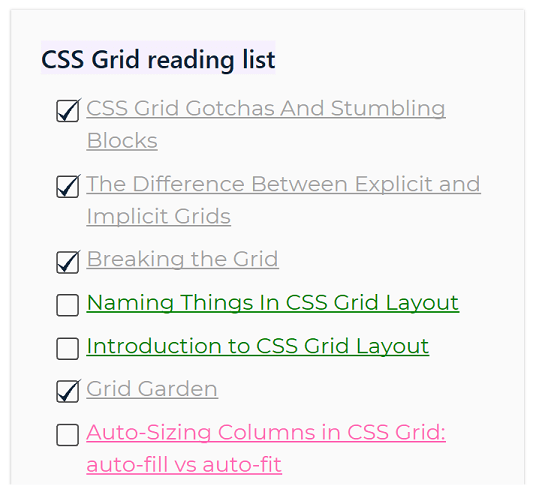 CSS Grid reading list
CSS Grid Gotchas And Stumbling
Blocks
The Difference Between Explicit and
Implicit Grids
Breaking the Grid
Naming Things In CSS Grid Layout
Introduction to CSS Grid Layout
Grid Garden
Auto-Sizing Columns in CSS Grid:
auto-fill vs auto-fit